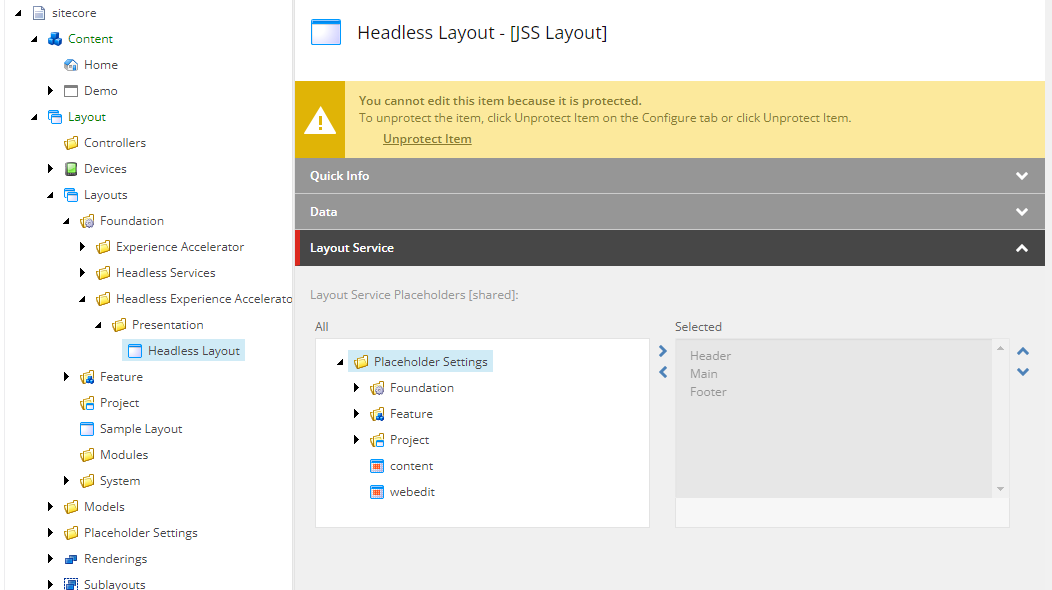 sitecore
Content
Home
Demo
Layout
Controllers
Devices
Layouts
Foundation
Experience Accelerator
Headless Services
Headless Experience Accelerato
Presentation
Headless Layout
Feature
Project
Sample Layout
Modules
System
Models
Placeholder Settings
Renderings
Sublayouts
Headless Layout - [JSS Layout]
You cannot edit this item because it is protected.
To unprotect the item, click Unprotect Item on the Configure tab or click Unprotect Item.
Unprotect Item
Quick Info
Data
Layout Service
Layout Service Placeholders [shared]:
All
Placeholder Settings
Foundation
Feature
Project
content
webedit
Selected
Header
Main
Footer